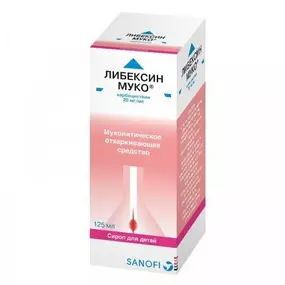 ЛИБЕКСИН
МУКО®
карбоцистеин
20 мг/мл
Муколитическое
отхаркивающее
средство
125 мл
Сироп для детей
SANOFI